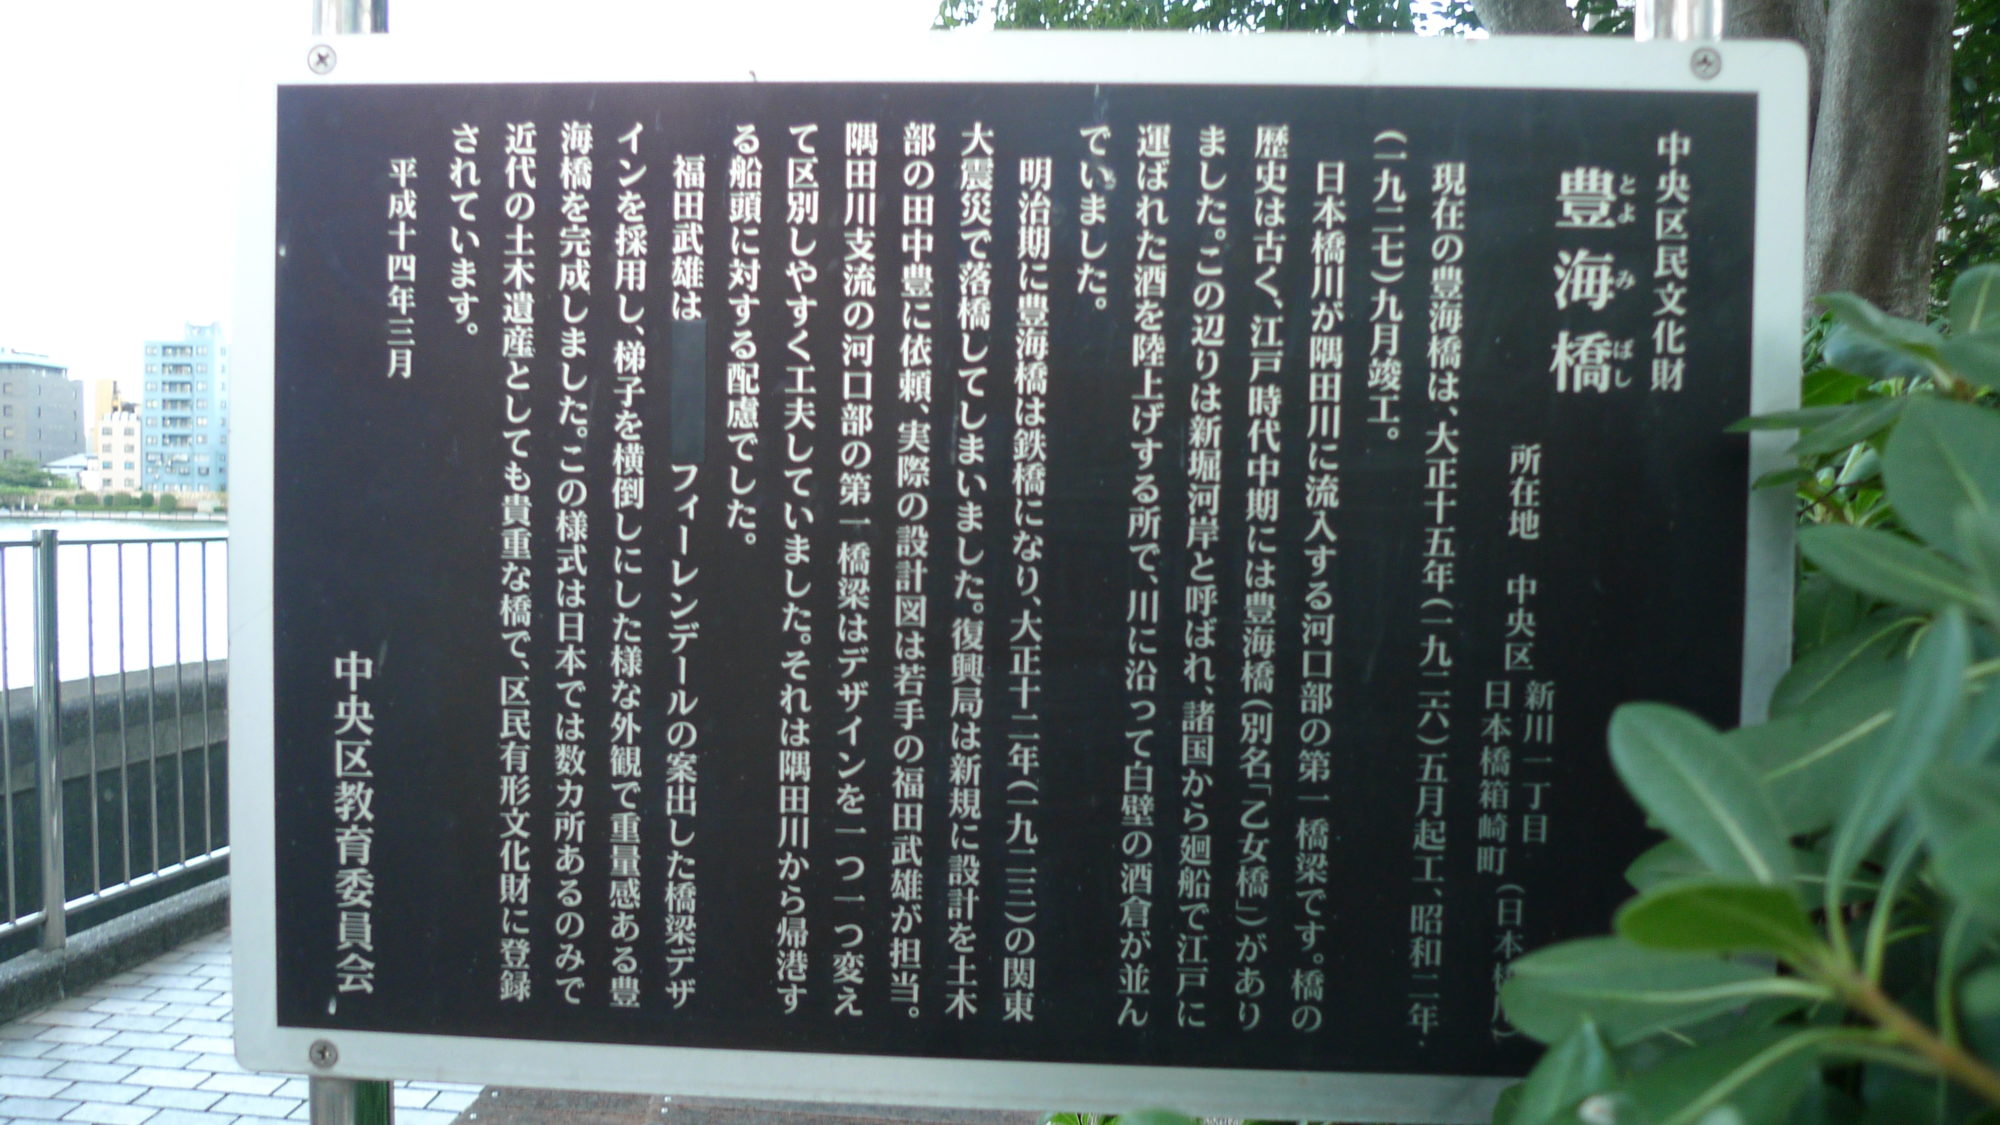 中央区民文化財
豊海橋
とよみばし
所在地 中央区 新川一丁目
日本橋箱崎町
(日本橋川)
現在の豊海橋は、大正十五年(一九二六)五月起工、昭和二年
(一九二七)九月竣工。
日本橋川が隅田川に流入する河口部の第一橋梁です。橋の
歴史は古く、江戸時代中期には豊海橋(別名「乙女橋」)があり
ました。この辺りは新堀河岸と呼ばれ、諸国から廻船で江戸に
運ばれた酒を陸上げする所で、川に沿って白壁の酒倉が並ん
でいました。
明治期に豊海橋は鉄橋になり、大正十二年(一九二三)の関東
大震災で落橋してしまいました。復興局は新規に設計を土木
部の田中豊に依頼、実際の設計図は若手の福田武雄が担当。
隅田川支流の河口部の第一橋梁はデザインを一つ一つ変え
て区別しやすく工夫していました。それは隅田川から帰港す
る船頭に対する配慮でした。
福田武雄は フィーレンデールの案出した橋梁デザ
インを採用し、梯子を横倒しにした様な外観で重量感ある豊
海橋を完成しました。この様式は日本では数カ所あるのみで
近代の土木遺産としても貴重な橋で、区民有形文化財に登録
されています。
平成十四年三月
中央区教育委員会